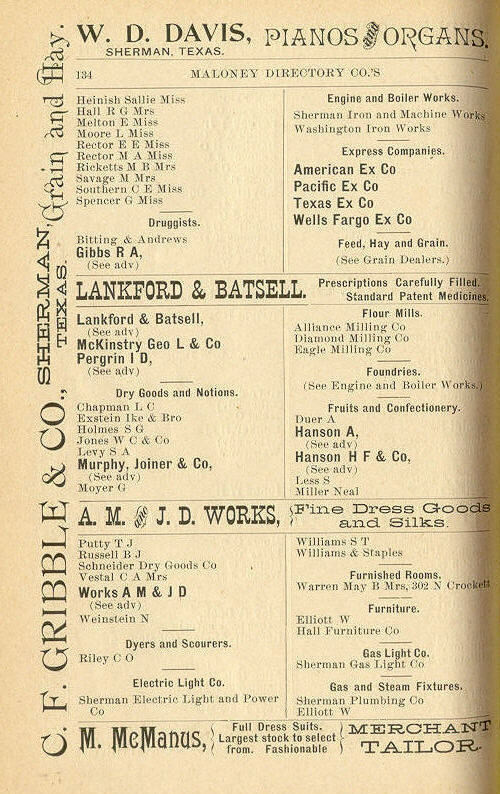 W. D. DAVIS, PIANOS and ORGANS.
SHERMAN, TEXAS.
134 MALONEY DIRECTORY CO.'S
Heinish Sallie Miss
Hall R G Mrs
Melton E Miss
Moore L Miss
Rector E E Miss
Rector M A Miss
Ricketts M B Mrs
Savage M Mrs
Southern C E Miss
Spencer G Miss
Druggists.
Bitting & Andrews
Gibbs R A,
(See adv)
Engine and Boiler Works.
Sherman Iron and Machine Works
Washington Iron Works
Express Companies.
American Ex Co
Pacific Ex Co
Texas Ex Co
Wells Fargo Ex Co
Feed, Hay and Grain.
(See Grain Dealers.)
LANKFORD & BATSELL. Prescriptions Carefully Filled.
Standard Patent Medicines.
Lankford & Batsell,
(See adv)
McKinstry Geo L & Co
Pergrin I D,
(See adv)
Dry Goods and Notions.
Chapman L C
Exstein Ike & Bro
Holmes S G
Jones W C & Co
Levy S A
Murphy, Joiner & Co,
(See adv)
Moyer G
Flour Mills.
Alliance Milling Co
Diamond Milling Co
Eagle Milling Co
Foundries.
(See Engine and Boiler Works.)
Fruits and Confectionery.
Duer A
Hanson A,
(See adv)
Hanson H F & Co,
(See adv)
Less S
Miller Neal
A. M. and J. D. WORKS, Fine Dress Goods
and Silks.
Putty T J
Russell B J
Schneider Dry Goods Co
Vestal C A Mrs
Works A M & J D
(See adv)
Weinstein N
Dyers and Scourers.
Riley C O
Electric Light Co.
Sherman Electric Light and Power
Co
Williams S T
Williams & Staples
Furnished Rooms.
Warren May B Mrs, 302 N Crockett
Furniture.
Elliott W
Hall Furniture Co
Gas Light Co.
Sherman Gas Light Co
Gas and Steam Fixtures.
Sherman Plumbing Co
Elliott W
M. McManus, Full Dress Suits.
Largest stock to select
from. Fashionable
MERCHANT
TAILOR.
C. F. GRIBBLE & CO., SHERMAN, TEXAS. Grain and Hay.